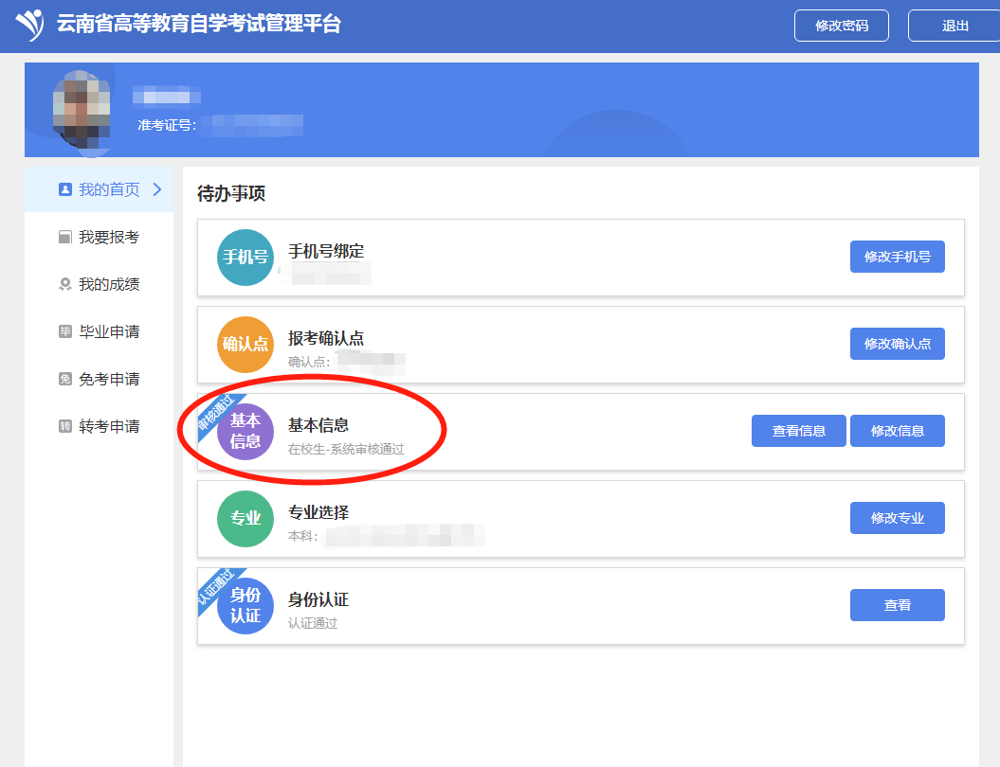 云南省高等教育自学考试管理平台
修改密码
退出
准考证号：
我的首页
我要报考
我的成绩
毕 毕业申请
免 免考申请
转 转考申请
待办事项
手机号
手机号绑定
修改手机号
确认点
报考确认点
确认点：
修改确认点
审核通过
基本
信息
基本信息
在校生-系统审核通过
查看信息
修改信息
专业
专业选择
本科：
修改专业
认证通过
身份
认证
身份认证
认证通过
查看